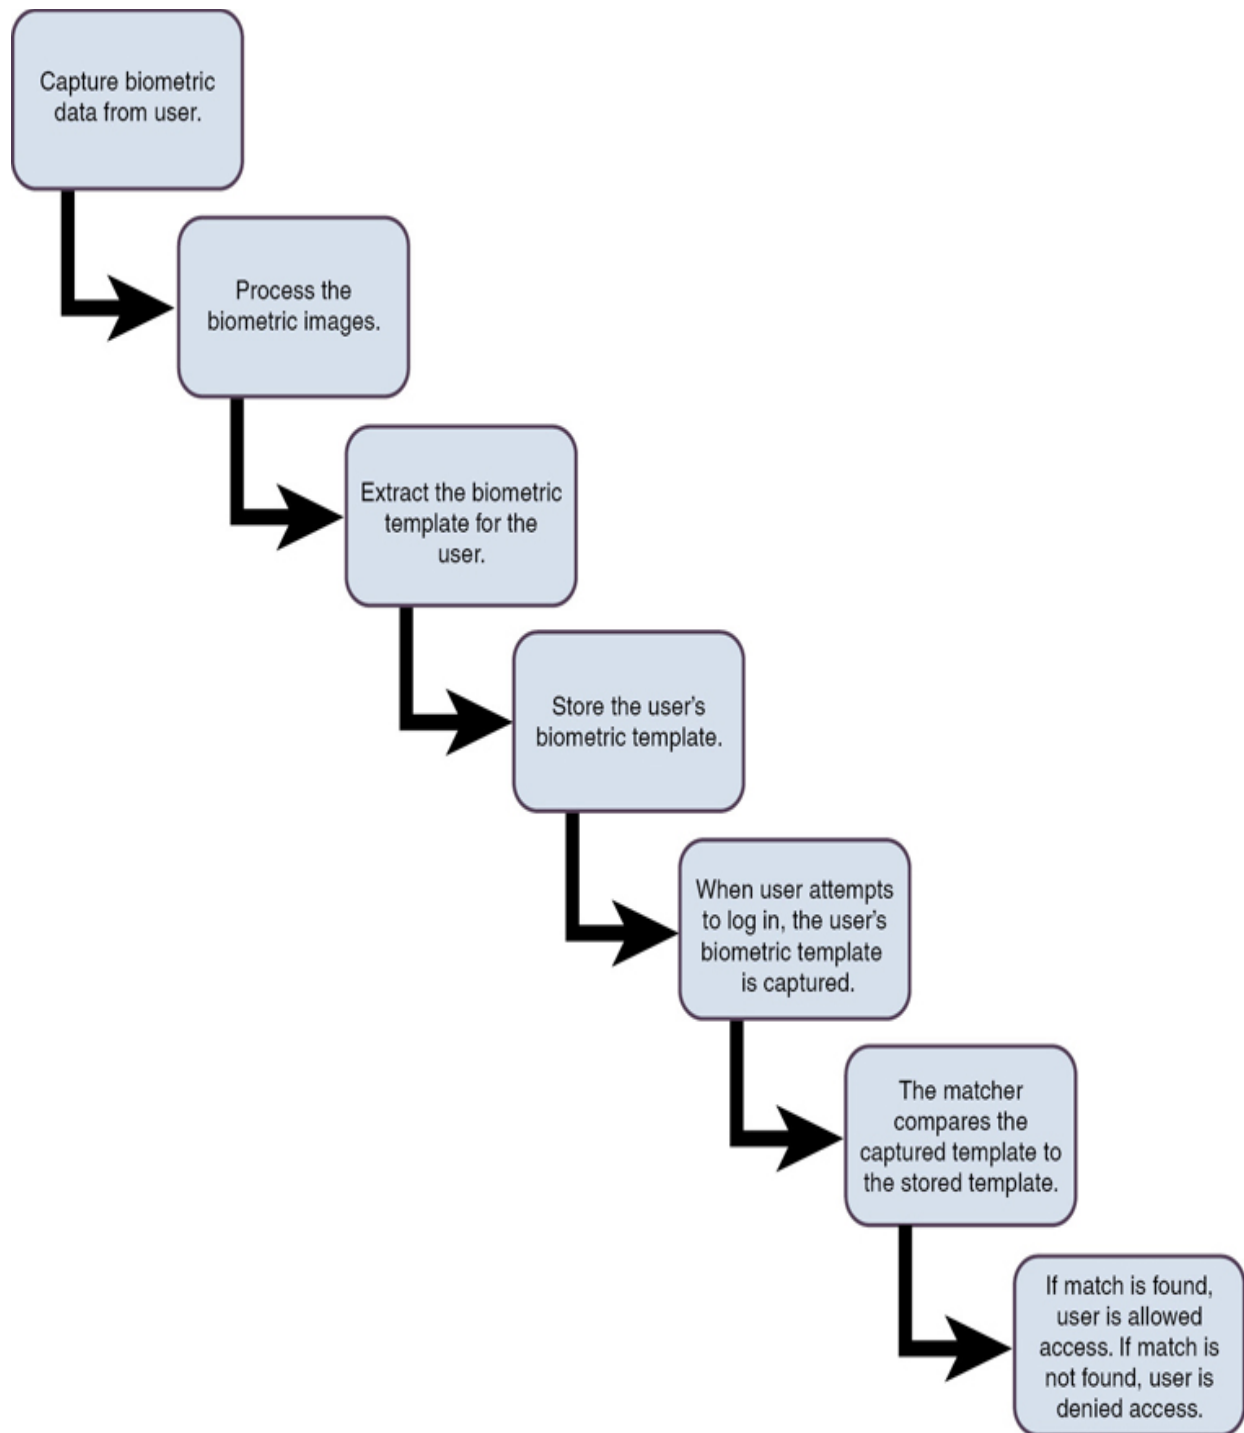 Capture biometric
data from user.
Process the
biometric images.
Extract the biometric
template for the
user.
Store the user’s
biometric template.
When user attempts
to log in, the user’s
biometric template
is captured.
The matcher
compares the
captured template to
the stored template.
If match is found,
user is allowed
access. If match is
not found, user is
denied access.